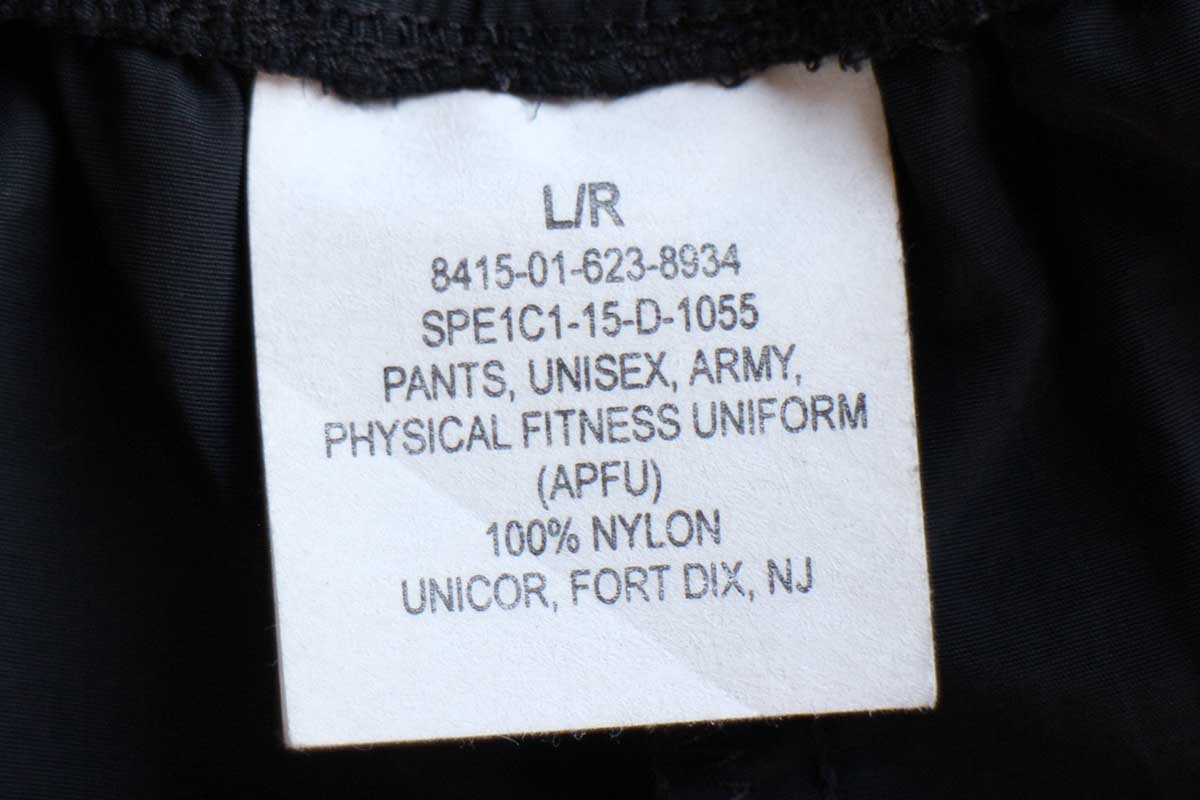 L/R
8415-01-623-8934
SPE1C1-15-D-1055
PANTS, UNISEX, ARMY,
PHYSICAL FITNESS UNIFORM
(APFU)
100% NYLON
UNICOR, FORT DIX, NJ